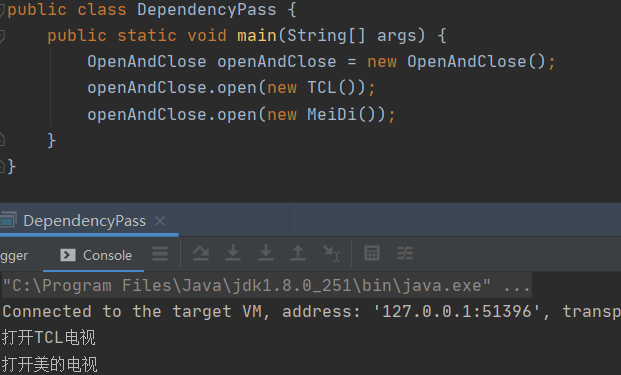 public class DependencyPass {
public static void main(String[] args) {
OpenAndClose openAndClose = new OpenAndClose();
openAndClose.open(new TCL());
openAndClose.open(new MeiDi());
}
}
DependencyPass ×
gger Console
"C:\Program Files\Java\jdk1.8.0_251\bin\java.exe" ...
Connected to the target VM, address: '127.0.0.1:51396', transp
打开TCL电视
打开美的电视